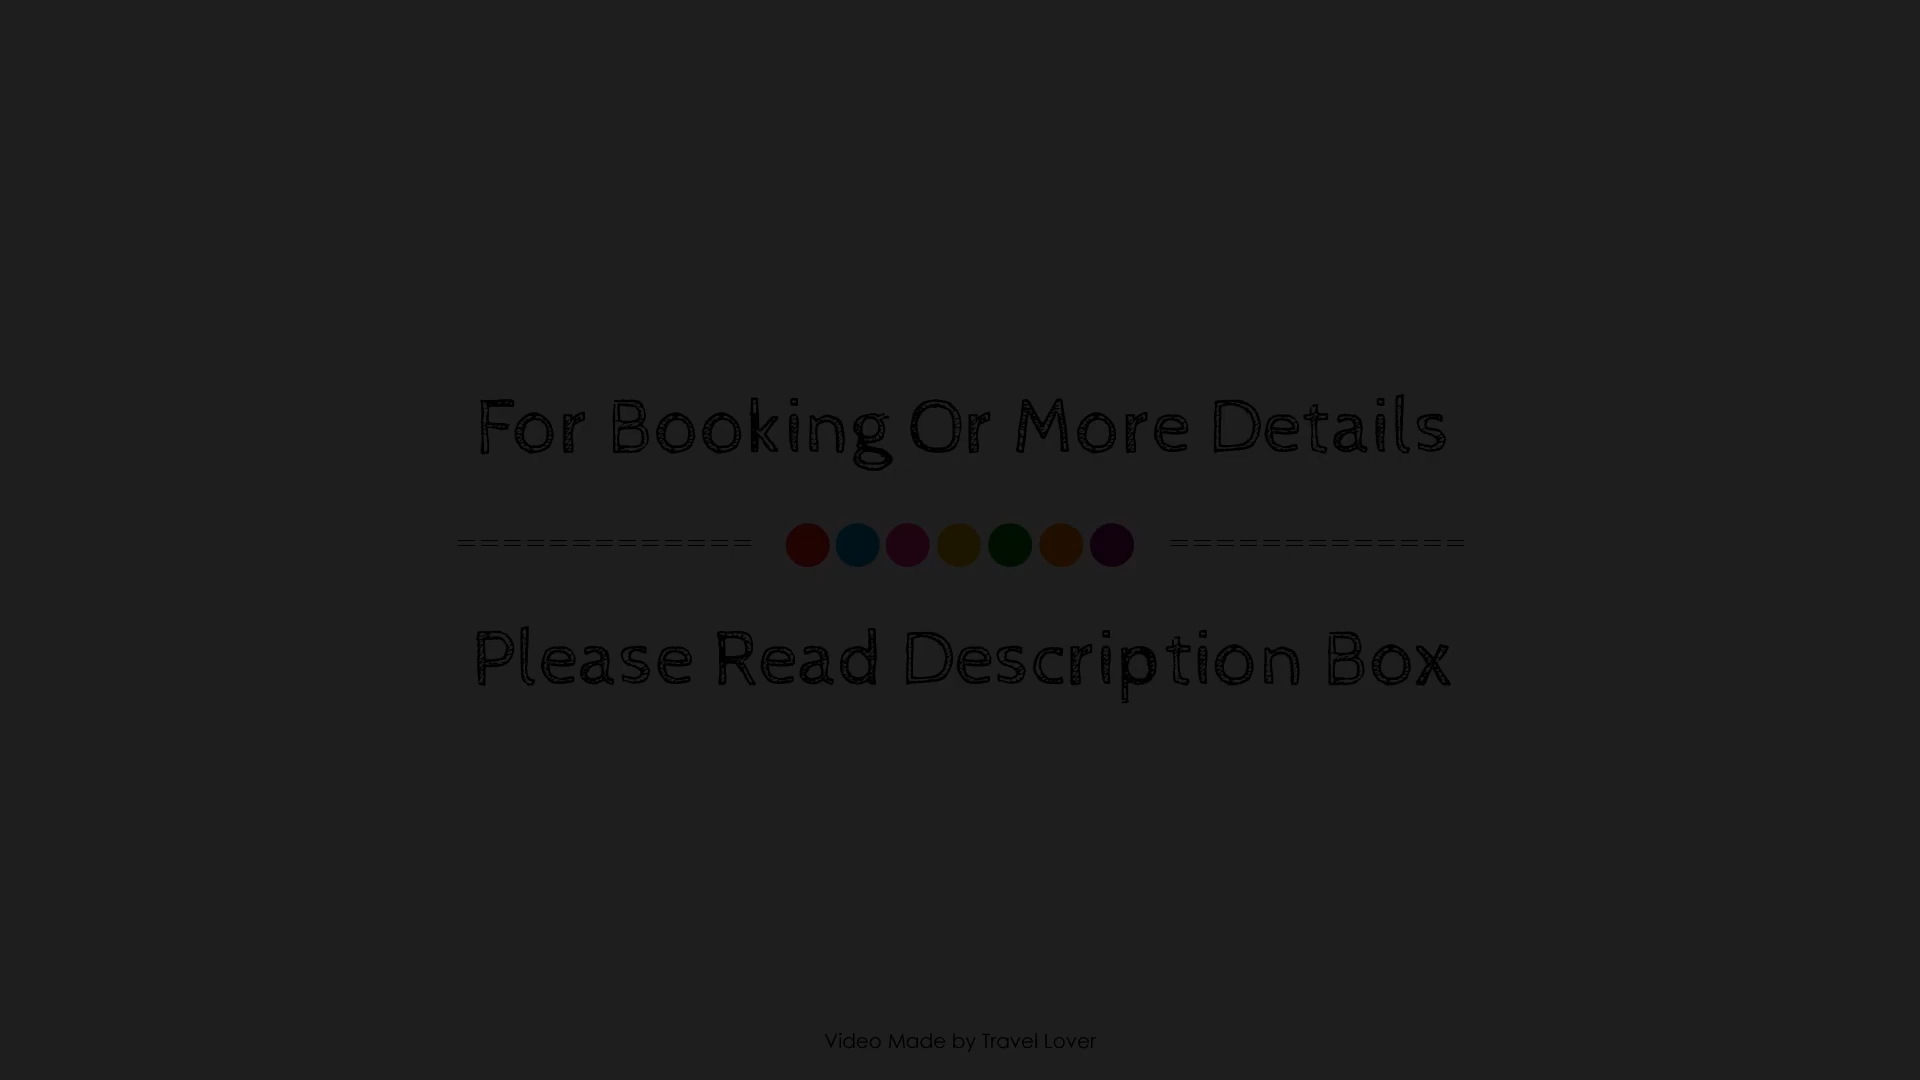 For Booking Or More Details
============= =============
Please Read Description Box
Video Made by Travel Lover